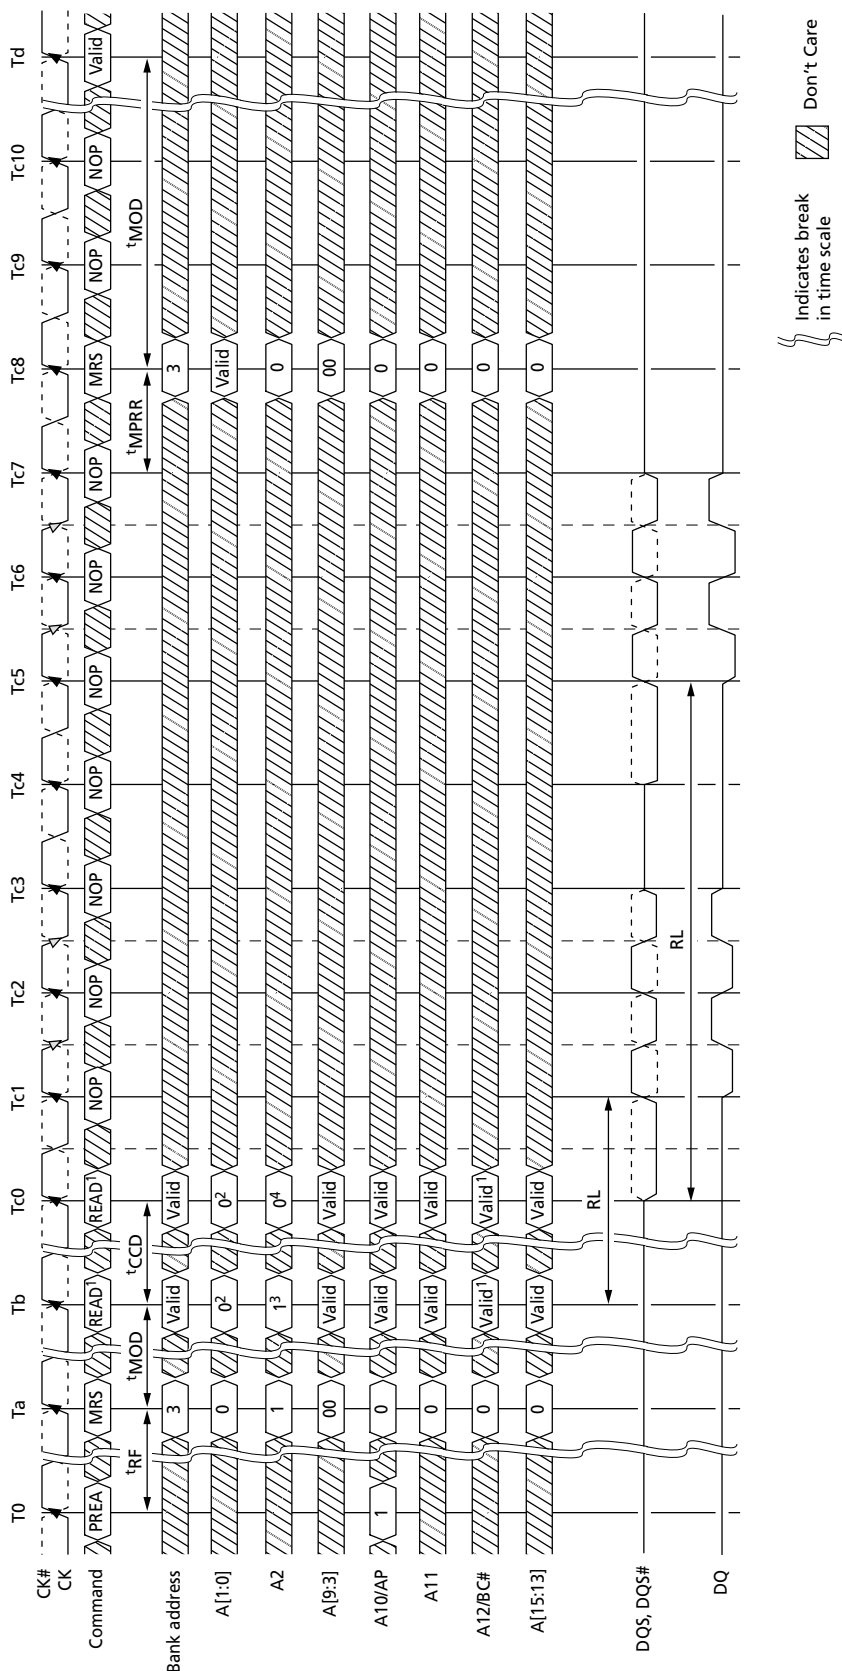 T0 Ta Tb Tc0 Tc1 Tc2 Tc3 Tc4 Tc5 Tc6 Tc7 Tc8 Tc9 Tc10 Td
CK#
CK
Command PREA MRS READ¹ READ¹ NOP NOP NOP NOP NOP NOP NOP MRS NOP NOP Valid
tRF tMOD tCCD tMPRR tMOD
Bank address 3 Valid Valid 3
A[1:0] 0 0² 0² Valid
A2 1 1³ 0⁴ 0
A[9:3] 00 Valid Valid 00
A10/AP 1 0 Valid Valid 0
A11 0 Valid Valid 0
A12/BC# 0 Valid¹ Valid¹ 0
A[15:13] 0 Valid Valid 0
RL
DQS, DQS#
RL
DQ
Indicates break
in time scale
Don't Care